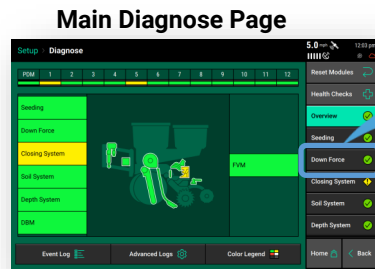 Main Diagnose Page
Setup > Diagnose
5.0 mph
12:03 pm
PDM 1 2 3 4 5 6 7 8 9 10 11 12
Reset Modules
Health Checks
Seeding
Down Force
Closing System
Soil System
Depth System
DBM
FVM
Overview
Seeding
Down Force
Closing System
Soil System
Depth System
Event Log
Advanced Logs
Color Legend
Home
< Back